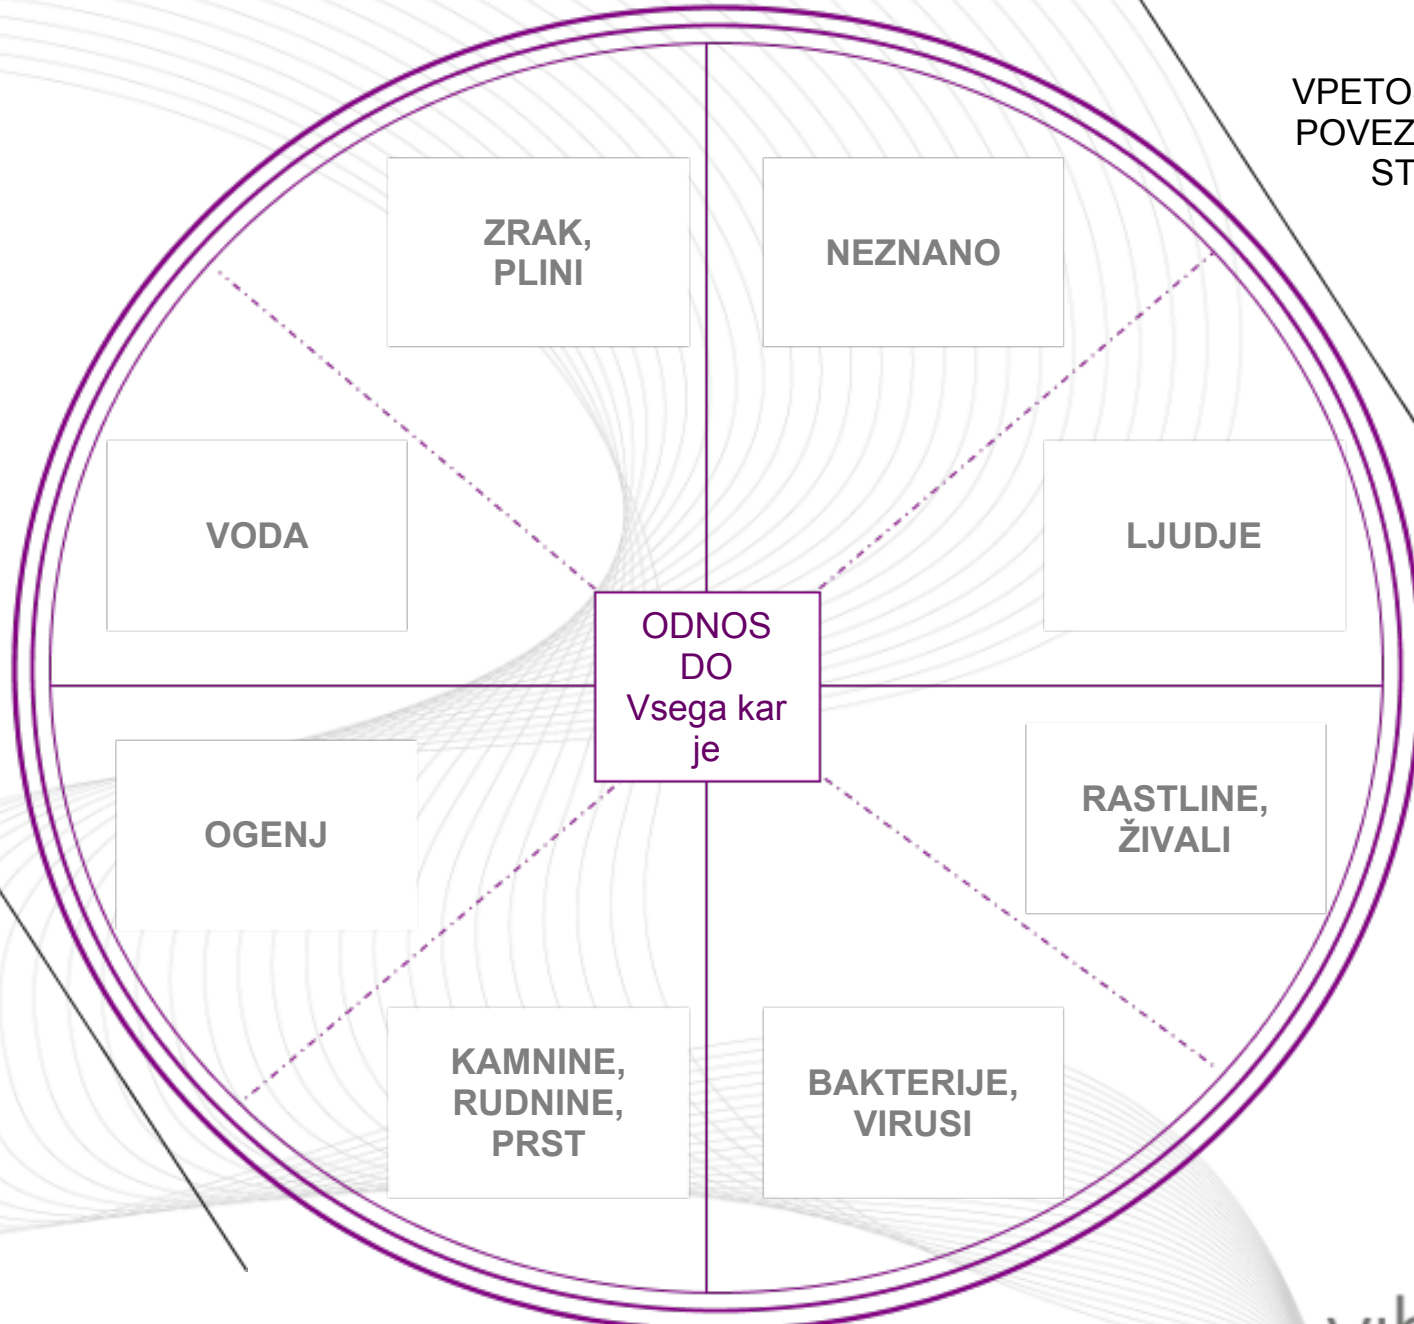 VPETO
POVEZ
ST
ZRAK,
PLINI
NEZNANO
VODA
LJUDJE
ODNOS
DO
Vsega kar
je
OGENJ
RASTLINE,
ŽIVALI
KAMNINE,
RUDNINE,
PRST
BAKTERIJE,
VIRUSI